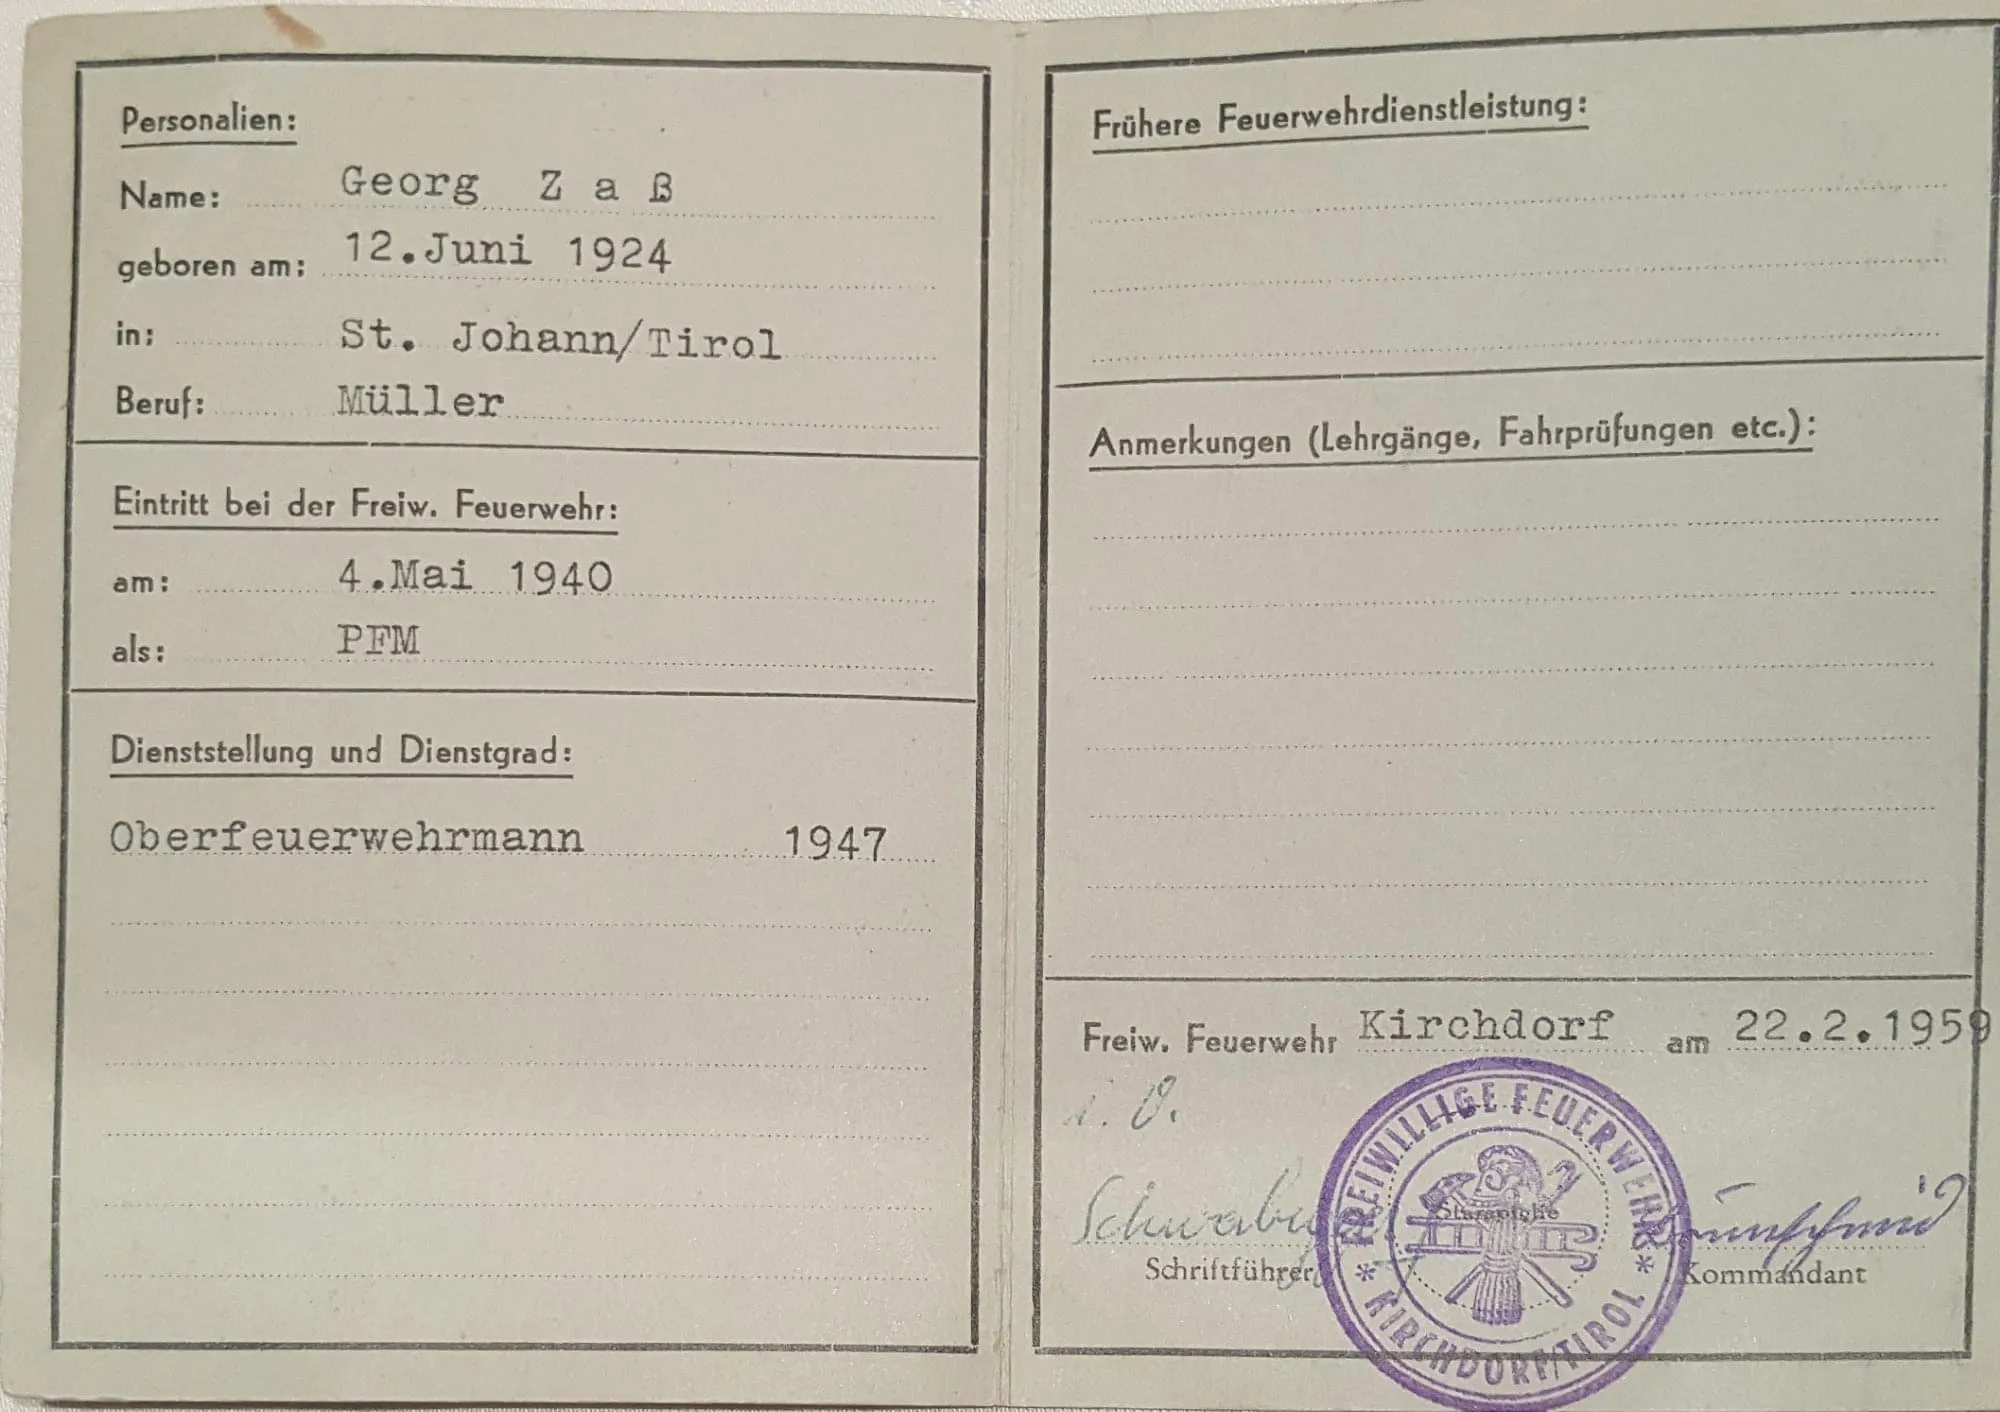 Personalien:
Name: Georg Z a ß
geboren am: 12.Juni 1924
in: St. Johann/Tirol
Beruf: Müller
Eintritt bei der Freiw. Feuerwehr:
am: 4.Mai 1940
als: PFM
Dienststellung und Dienstgrad:
Oberfeuerwehrmann 1947
Frühere Feuerwehrdienstleistung:
Anmerkungen (Lehrgänge, Fahrprüfungen etc.):
Freiw. Feuerwehr Kirchdorf am 22.2.1959
i. V.
Schriftführer
Kommandant
FREIWILLIGE FEUERWEHR
* KIRCHDORF/TIROL *